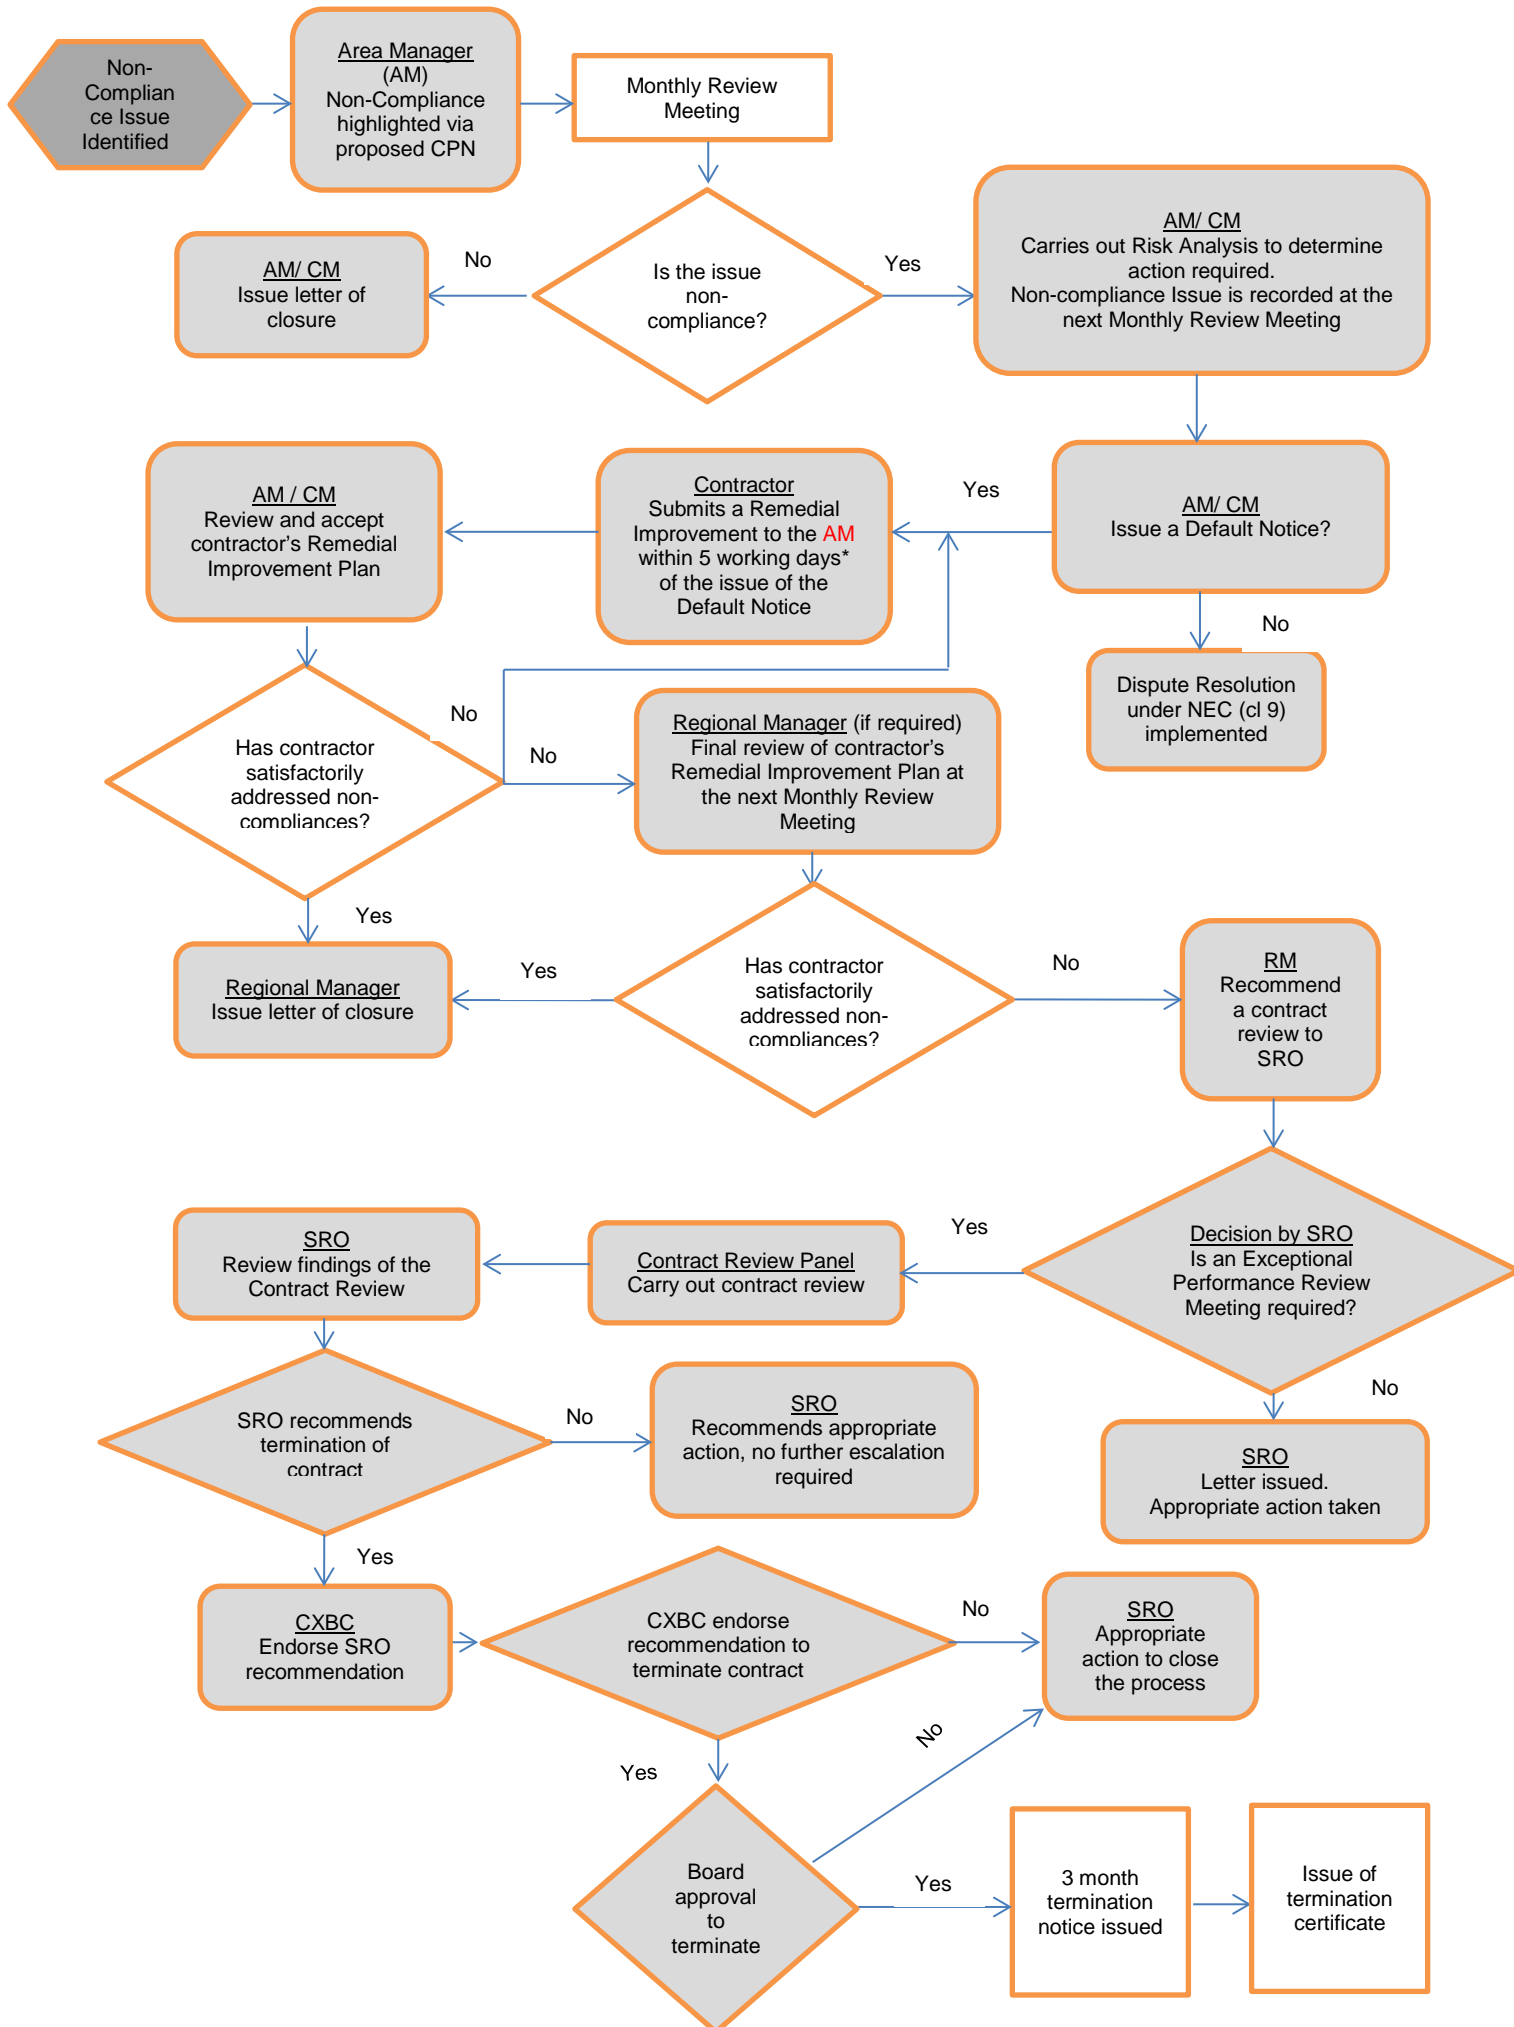 Non-
Complian
ce Issue
Identified
Area Manager
(AM)
Non-Compliance
highlighted via
proposed CPN
Monthly Review
Meeting
AM/ CM
Issue letter of
closure
No
Is the issue
non-
compliance?
Yes
AM/ CM
Carries out Risk Analysis to determine
action required.
Non-compliance Issue is recorded at the
next Monthly Review Meeting
AM / CM
Review and accept
contractor's Remedial
Improvement Plan
Contractor
Submits a Remedial
Improvement to the AM
within 5 working days*
of the issue of the
Default Notice
Yes
AM/ CM
Issue a Default Notice?
No
Dispute Resolution
under NEC (cl 9)
implemented
Has contractor
satisfactorily
addressed non-
compliances?
No
No
Regional Manager (if required)
Final review of contractor's
Remedial Improvement Plan at
the next Monthly Review
Meeting
Yes
Regional Manager
Issue letter of closure
Yes
Has contractor
satisfactorily
addressed non-
compliances?
No
RM
Recommend
a contract
review to
SRO
SRO
Review findings of the
Contract Review
Contract Review Panel
Carry out contract review
Yes
Decision by SRO
Is an Exceptional
Performance Review
Meeting required?
No
SRO recommends
termination of
contract
No
SRO
Recommends appropriate
action, no further escalation
required
SRO
Letter issued.
Appropriate action taken
Yes
CXBC
Endorse SRO
recommendation
CXBC endorse
recommendation to
terminate contract
No
SRO
Appropriate
action to close
the process
Yes
No
Board
approval
to
terminate
Yes
3 month
termination
notice issued
Issue of
termination
certificate